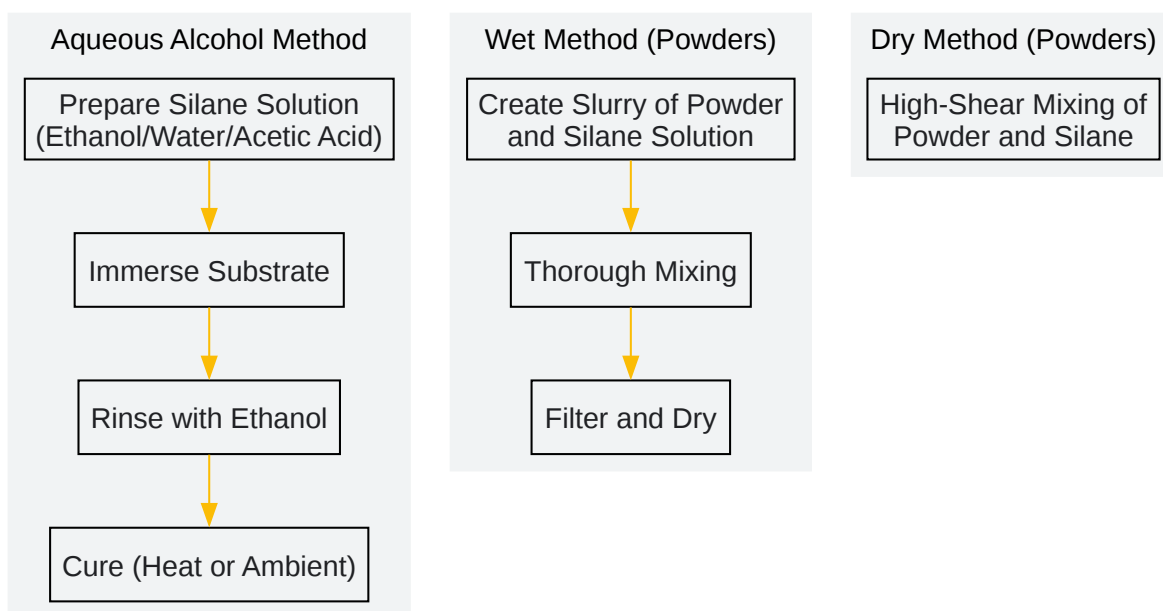 Aqueous Alcohol Method
Prepare Silane Solution
(Ethanol/Water/Acetic Acid)
Immerse Substrate
Rinse with Ethanol
Cure (Heat or Ambient)
Wet Method (Powders)
Create Slurry of Powder
and Silane Solution
Thorough Mixing
Filter and Dry
Dry Method (Powders)
High-Shear Mixing of
Powder and Silane